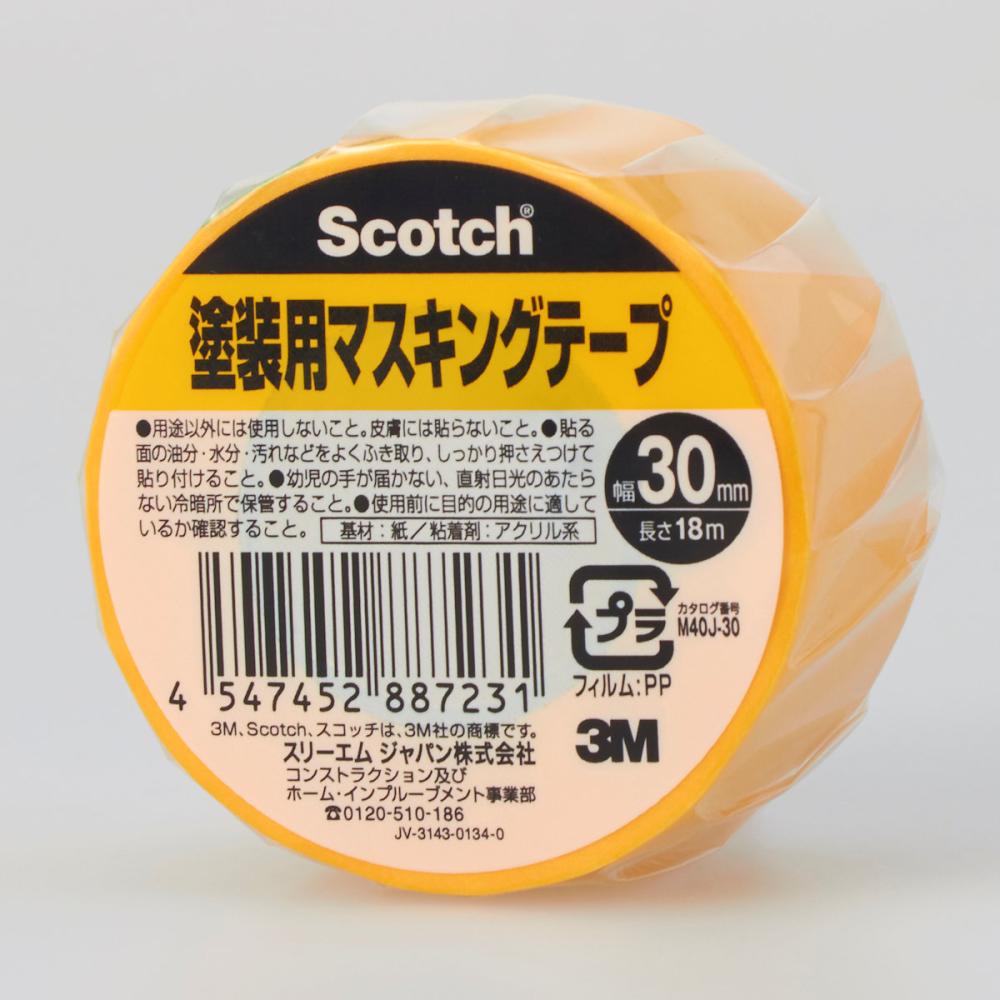 Scotch®
塗装用マスキングテープ
●用途以外には使用しないこと。皮膚には貼らないこと。●貼る
面の油分・水分・汚れなどをよくふき取り、しっかり押さえつけて
貼り付けること。●幼児の手が届かない、直射日光のあたら
ない冷暗所で保管すること。●使用前に目的の用途に適して
いるか確認すること。 基材：紙／粘着剤：アクリル系
幅30mm
長さ18m
プラ
カタログ番号
M40J-30
フィルム：PP
4 547452 887231
3M、Scotch、スコッチは、3M社の商標です。
スリーエム ジャパン株式会社
コンストラクション及び
ホーム・インプルーブメント事業部
☎0120-510-186
JV-3143-0134-0
3M